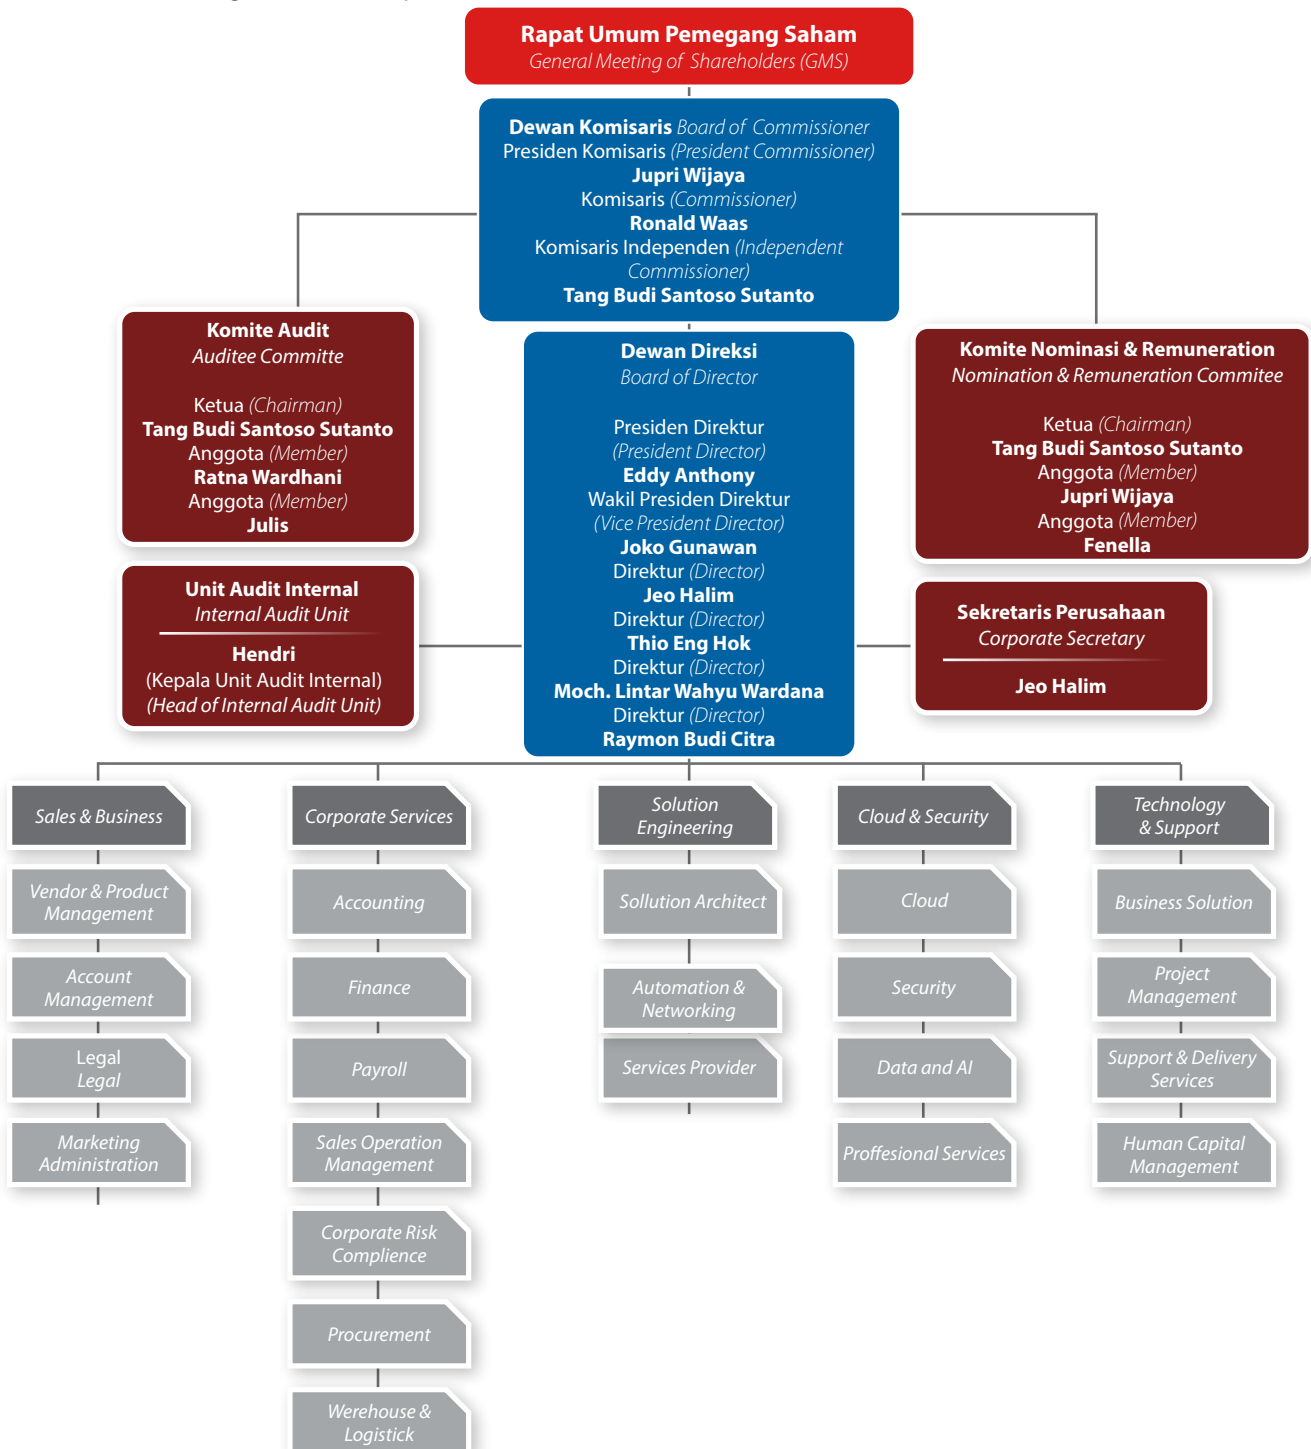 Rapat Umum Pemegang Saham
General Meeting of Shareholders (GMS)
Dewan Komisaris Board of Commissioner
Presiden Komisaris (President Commissioner)
Jupri Wijaya
Komisaris (Commissioner)
Ronald Waas
Komisaris Independen (Independent
Commissioner)
Tang Budi Santoso Sutanto
Komite Audit
Auditee Committe
Ketua (Chairman)
Tang Budi Santoso Sutanto
Anggota (Member)
Ratna Wardhani
Anggota (Member)
Julis
Dewan Direksi
Board of Director
Presiden Direktur
(President Director)
Eddy Anthony
Wakil Presiden Direktur
(Vice President Director)
Joko Gunawan
Direktur (Director)
Jeo Halim
Direktur (Director)
Thio Eng Hok
Direktur (Director)
Moch. Lintar Wahyu Wardana
Direktur (Director)
Raymon Budi Citra
Komite Nominasi & Remuneration
Nomination & Remuneration Commitee
Ketua (Chairman)
Tang Budi Santoso Sutanto
Anggota (Member)
Jupri Wijaya
Anggota (Member)
Fenella
Unit Audit Internal
Internal Audit Unit
Hendri
(Kepala Unit Audit Internal)
(Head of Internal Audit Unit)
Sekretaris Perusahaan
Corporate Secretary
Jeo Halim
Sales & Business
Vendor & Product
Management
Account
Management
Legal
Legal
Marketing
Administration
Corporate Services
Accounting
Finance
Payroll
Sales Operation
Management
Corporate Risk
Complience
Procurement
Werehouse &
Logistick
Solution
Engineering
Sollution Architect
Automation &
Networking
Services Provider
Cloud & Security
Cloud
Security
Data and AI
Proffesional Services
Technology
& Support
Business Solution
Project
Management
Support & Delivery
Services
Human Capital
Management